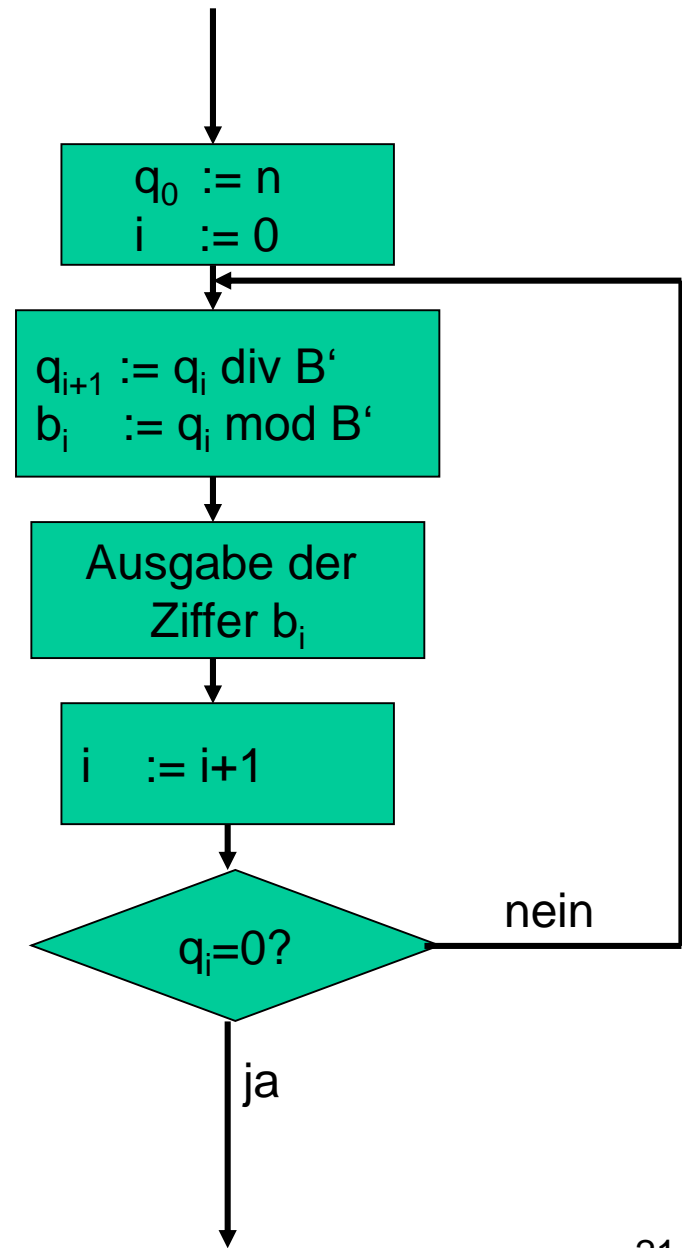 q₀ := n
i := 0
qᵢ₊₁ := qᵢ div B‘
bᵢ := qᵢ mod B‘
Ausgabe der
Ziffer bᵢ
i := i+1
qᵢ=0?
nein
ja